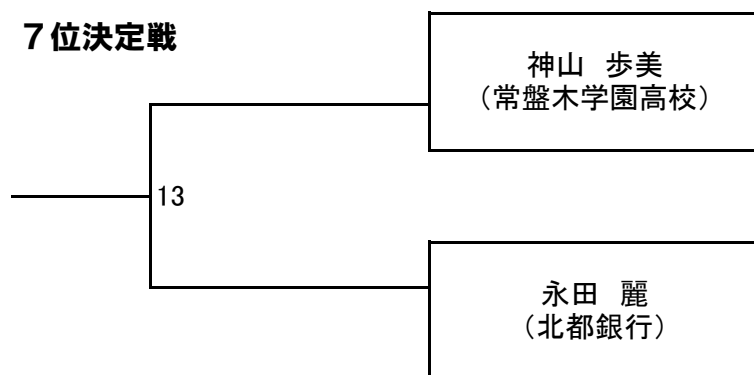 ７位決定戦
神山　歩美
（常盤木学園高校）
13
永田　麗
（北都銀行）